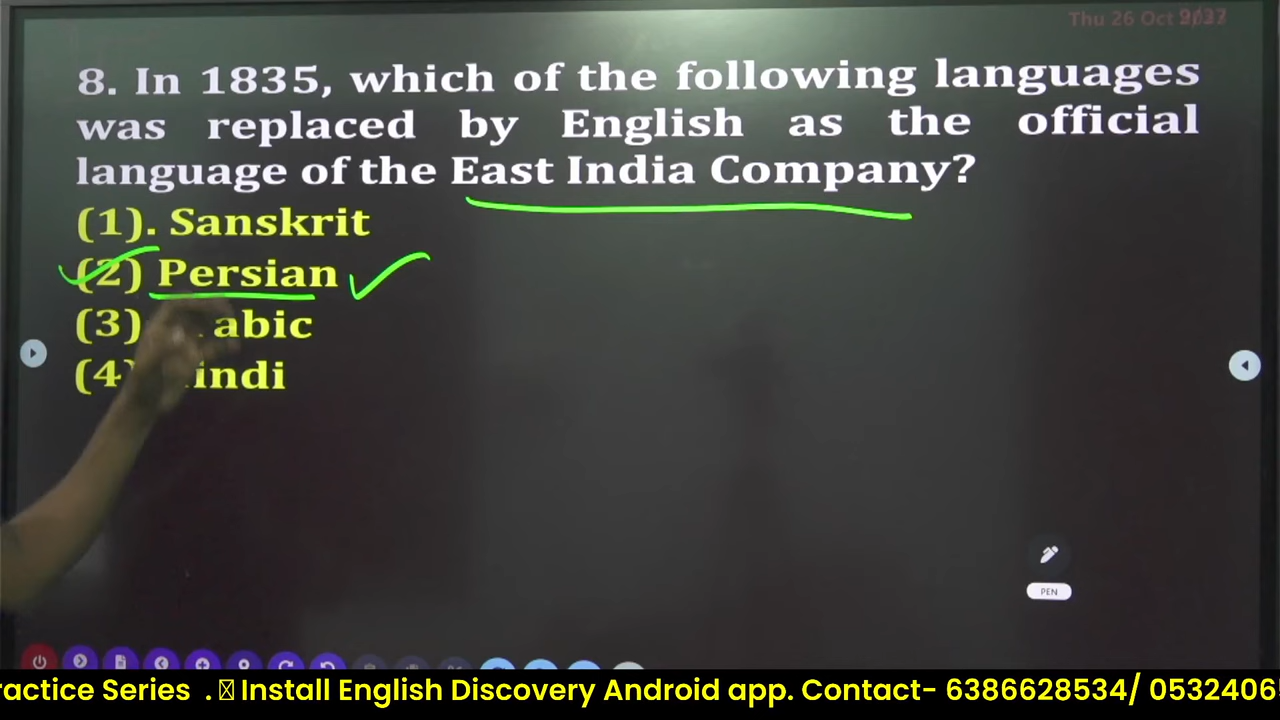 Thu 26 Oct
8. In 1835, which of the following languages
was replaced by English as the official
language of the East India Company?
(1). Sanskrit
(2) Persian
(3) abic
(4) indi
PEN
ractice Series . Install English Discovery Android app. Contact- 6386628534/ 0532406